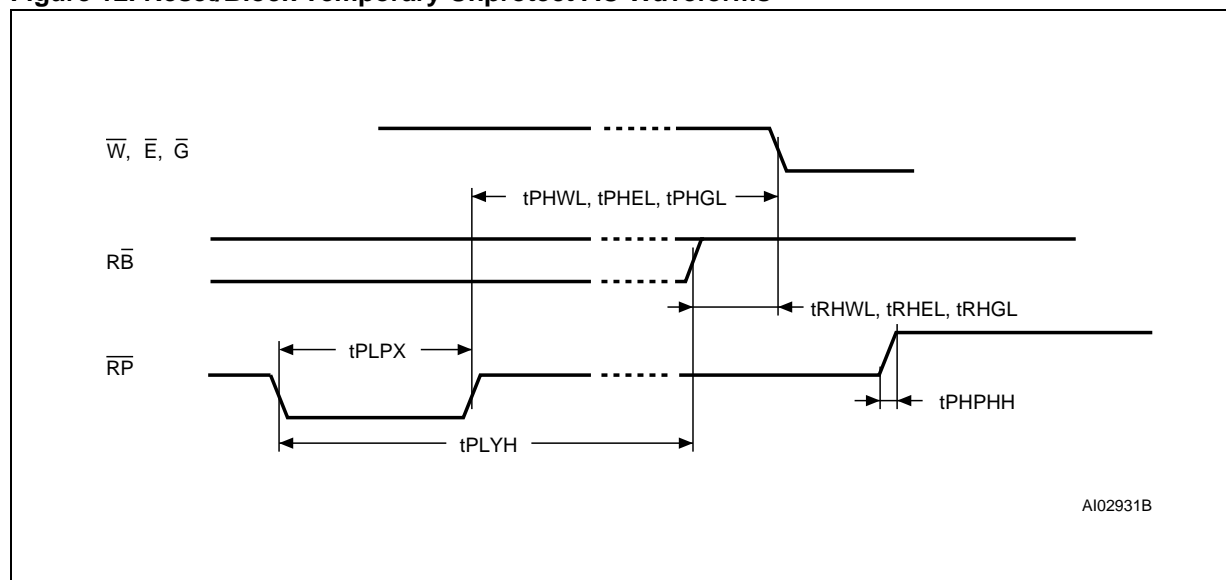 Figure 12. Reset/Block Temporary Unprotect AC Waveforms
W̅, E̅, G̅
tPHWL, tPHEL, tPHGL
RB̅
tRHWL, tRHEL, tRHGL
tPLPX
R̅P̅
tPHPHH
tPLYH
AI02931B